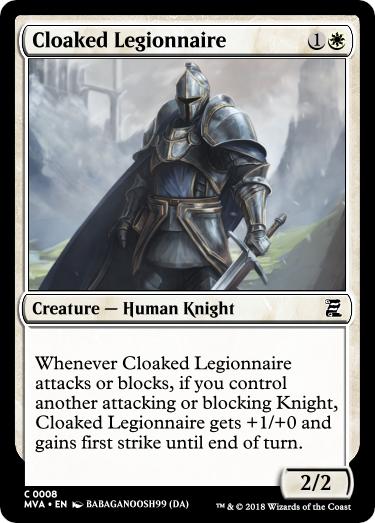 Cloaked Legionnaire 1
Creature — Human Knight
Whenever Cloaked Legionnaire
attacks or blocks, if you control
another attacking or blocking Knight,
Cloaked Legionnaire gets +1/+0 and
gains first strike until end of turn.
2/2
C 0008
MVA • EN BABAGANOOSH99 (DA)
™ & © 2018 Wizards of the Coast